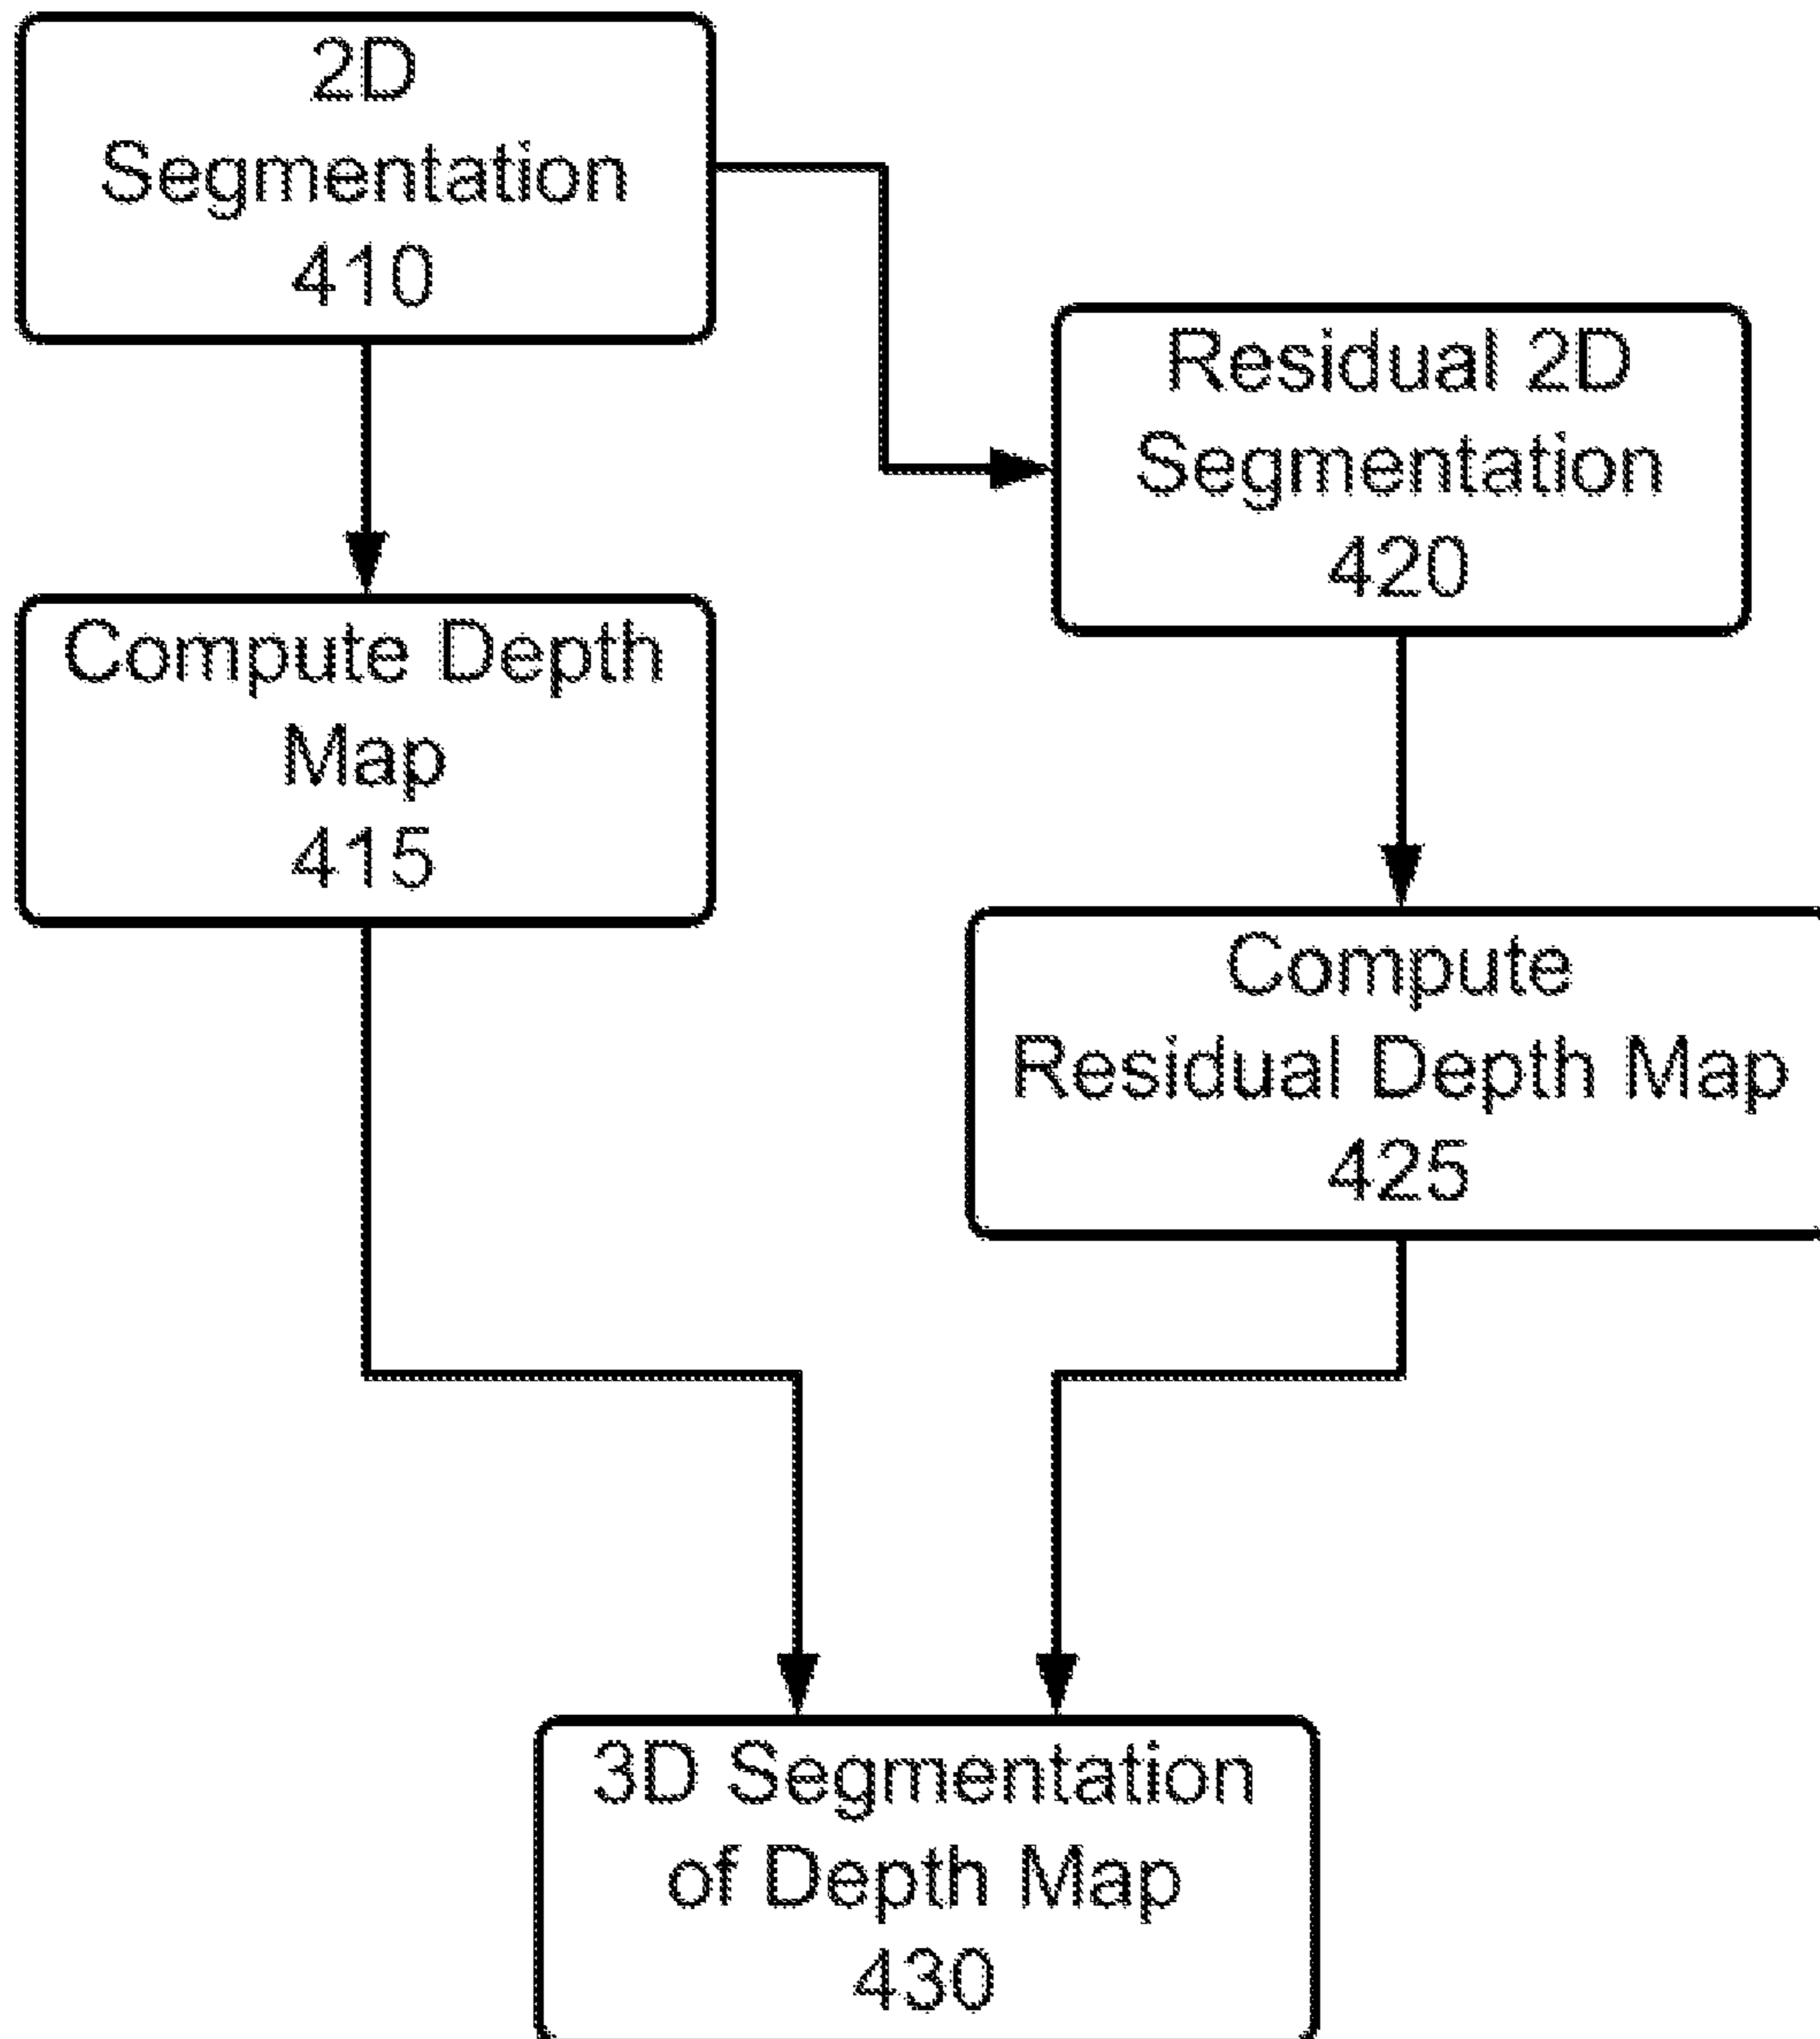 2D
Segmentation
410
Residual 2D
Segmentation
420
Compute Depth
Map
415
Compute
Residual Depth Map
425
3D Segmentation
of Depth Map
430